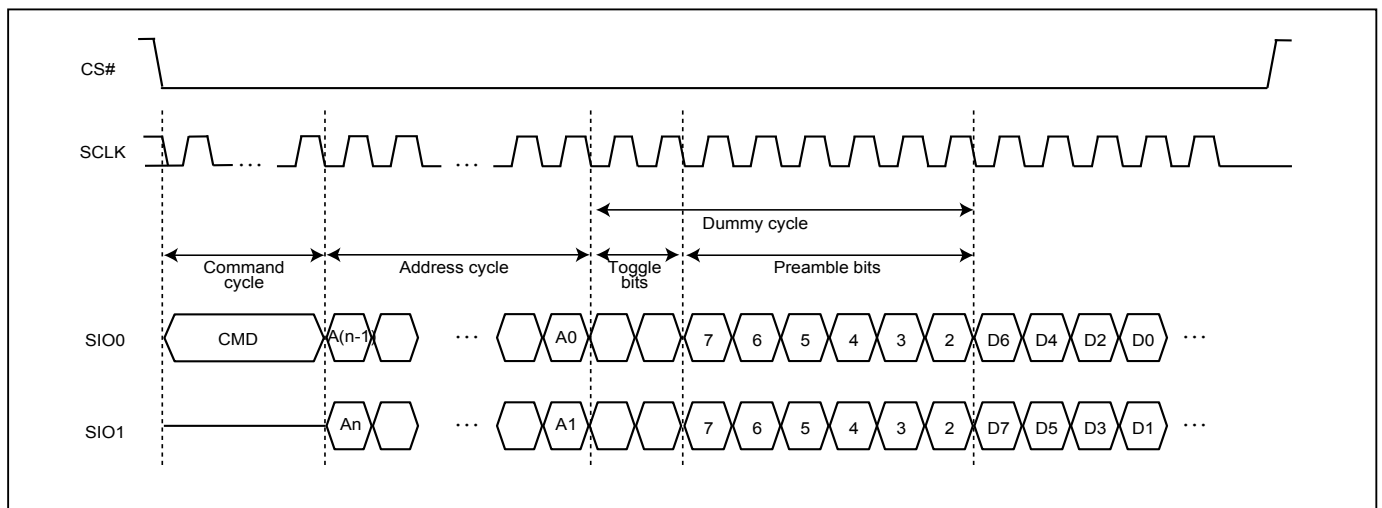 CS#
SCLK ... ...
Dummy cycle
Command cycle
Address cycle
Toggle bits
Preamble bits
SIO0 CMD A(n-1) ... A0 7 6 5 4 3 2 D6 D4 D2 D0 ...
SIO1 An ... A1 7 6 5 4 3 2 D7 D5 D3 D1 ...